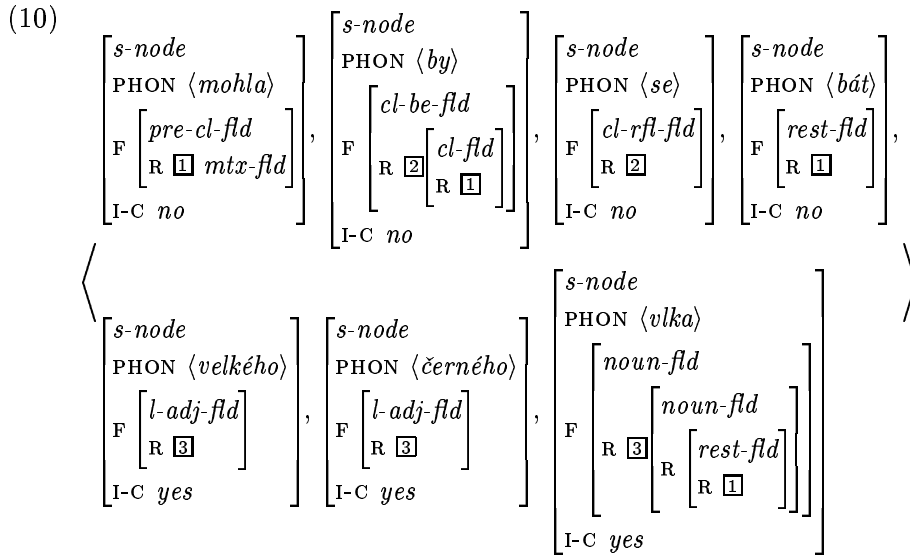 (10)
⟨ [s-node
PHON ⟨mohla⟩
F [pre-cl-fld
R [1] mtx-fld]
I-C no],
[s-node
PHON ⟨by⟩
F [cl-be-fld
R [2][cl-fld
R [1]]]
I-C no],
[s-node
PHON ⟨se⟩
F [cl-rfl-fld
R [2]]
I-C no],
[s-node
PHON ⟨bát⟩
F [rest-fld
R [1]]
I-C no],
[s-node
PHON ⟨velkého⟩
F [l-adj-fld
R [3]]
I-C yes],
[s-node
PHON ⟨černého⟩
F [l-adj-fld
R [3]]
I-C yes],
[s-node
PHON ⟨vlka⟩
F [noun-fld
R [3][noun-fld
R [rest-fld
R [1]]]]
I-C yes] ⟩